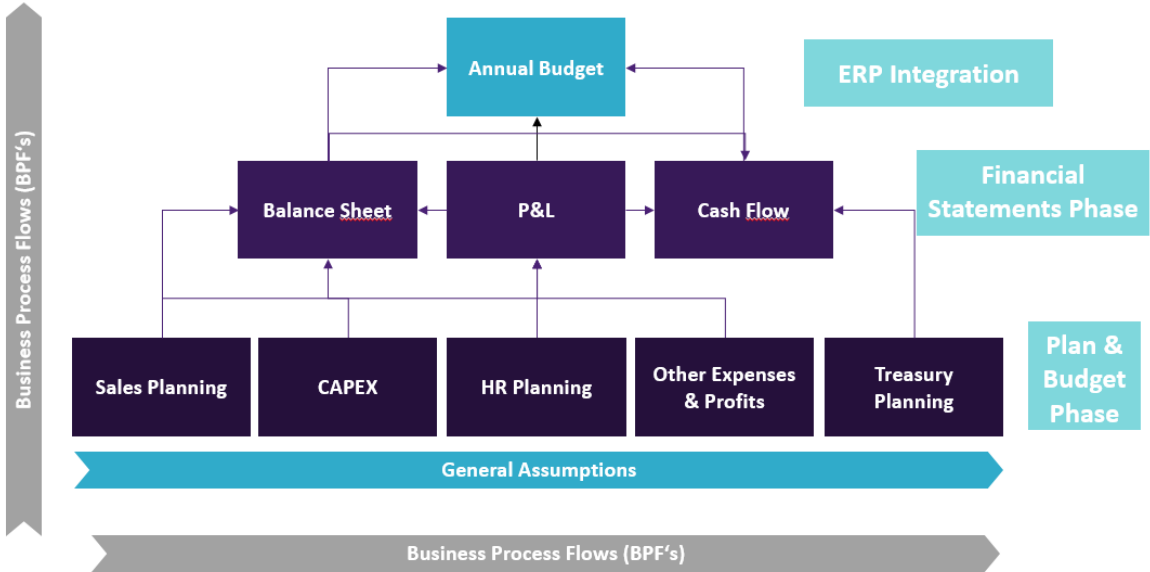 Annual Budget
ERP Integration
Business Process Flows (BPF‘s)
Balance Sheet
P&L
Cash Flow
Financial
Statements Phase
Sales Planning
CAPEX
HR Planning
Other Expenses
& Profits
Treasury
Planning
Plan &
Budget
Phase
General Assumptions
Business Process Flows (BPF‘s)